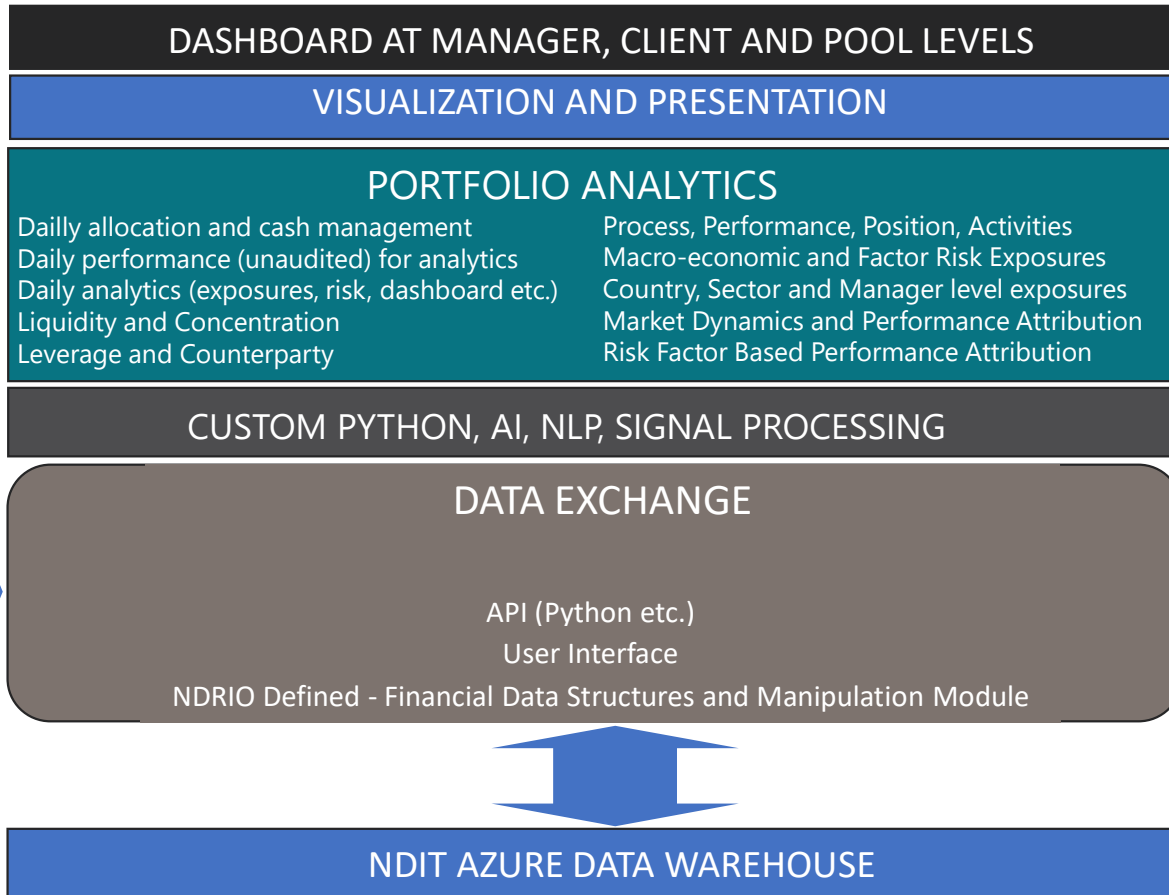 DASHBOARD AT MANAGER, CLIENT AND POOL LEVELS
VISUALIZATION AND PRESENTATION
PORTFOLIO ANALYTICS
Dailly allocation and cash management
Daily performance (unaudited) for analytics
Daily analytics (exposures, risk, dashboard etc.)
Liquidity and Concentration
Leverage and Counterparty
Process, Performance, Position, Activities
Macro-economic and Factor Risk Exposures
Country, Sector and Manager level exposures
Market Dynamics and Performance Attribution
Risk Factor Based Performance Attribution
CUSTOM PYTHON, AI, NLP, SIGNAL PROCESSING
DATA EXCHANGE
API (Python etc.)
User Interface
NDRIO Defined - Financial Data Structures and Manipulation Module
NDIT AZURE DATA WAREHOUSE